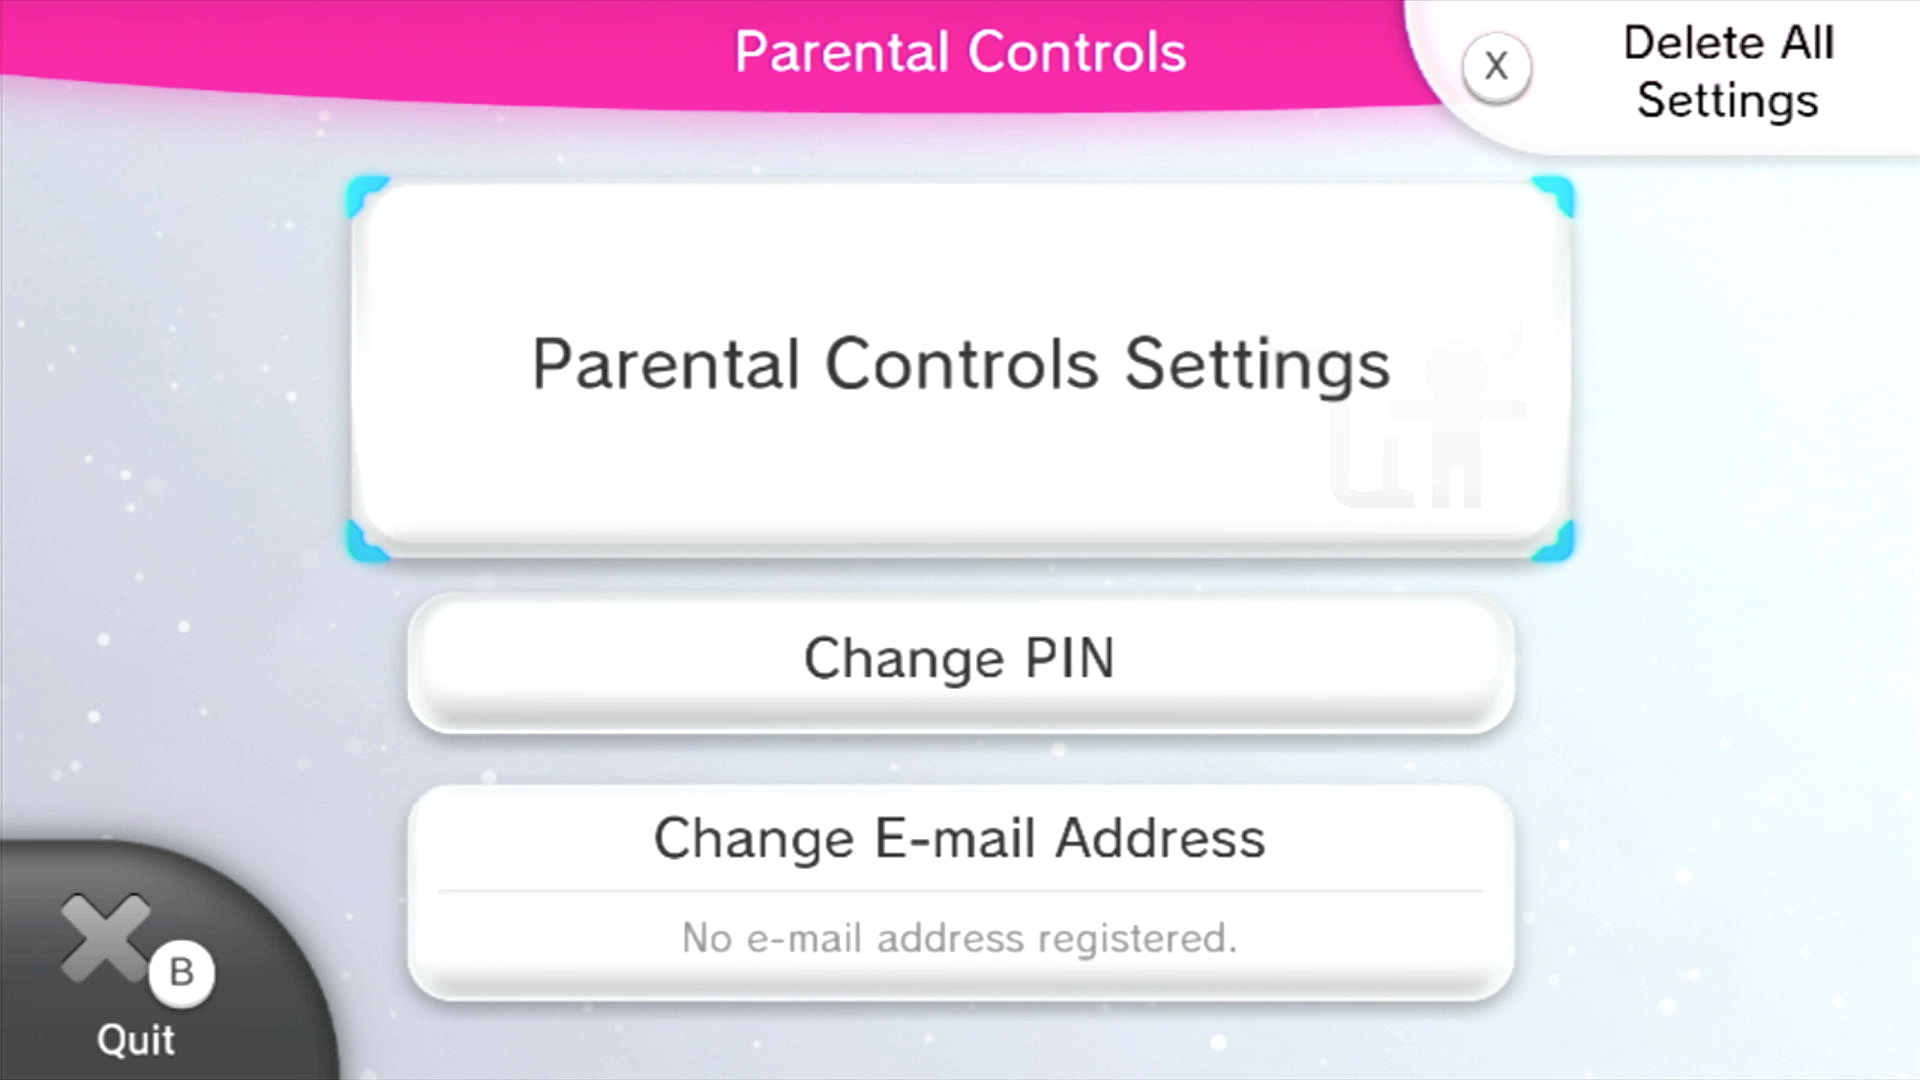 Parental Controls
X
Delete All
Settings
Parental Controls Settings
Change PIN
Change E-mail Address
No e-mail address registered.
B
Quit